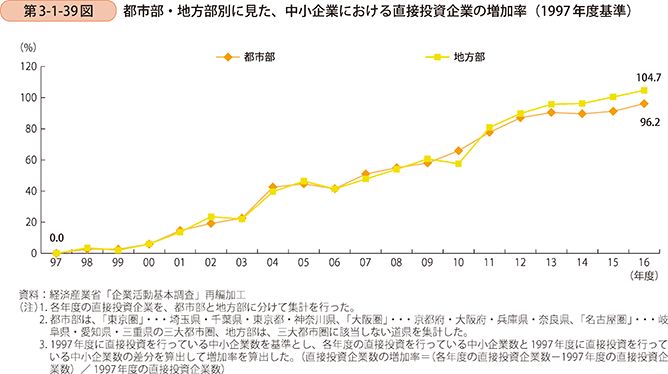 第3-1-39図 都市部・地方部別に見た、中小企業における直接投資企業の増加率（1997年度基準）
(%)
都市部 地方部
120
100
80
60
40
20
0
104.7
96.2
0.0
97 98 99 00 01 02 03 04 05 06 07 08 09 10 11 12 13 14 15 16
(年度)
資料：経済産業省「企業活動基本調査」再編加工
(注) 1. 各年度の直接投資企業を、都市部と地方部に分けて集計を行った。
2. 都市部は、「東京圏」・・・埼玉県・千葉県・東京都・神奈川県、「大阪圏」・・・京都府・大阪府・兵庫県・奈良県、「名古屋圏」・・・岐
阜県・愛知県・三重県の三大都市圏、地方部は、三大都市圏に該当しない道県を集計した。
3. 1997年度に直接投資を行っている中小企業数を基準とし、各年度の直接投資を行っている中小企業数と1997年度に直接投資を行って
いる中小企業数の差分を算出して増加率を算出した。（直接投資企業数の増加率＝（各年度の直接投資企業数－1997年度の直接投資企
業数）／1997年度の直接投資企業数）